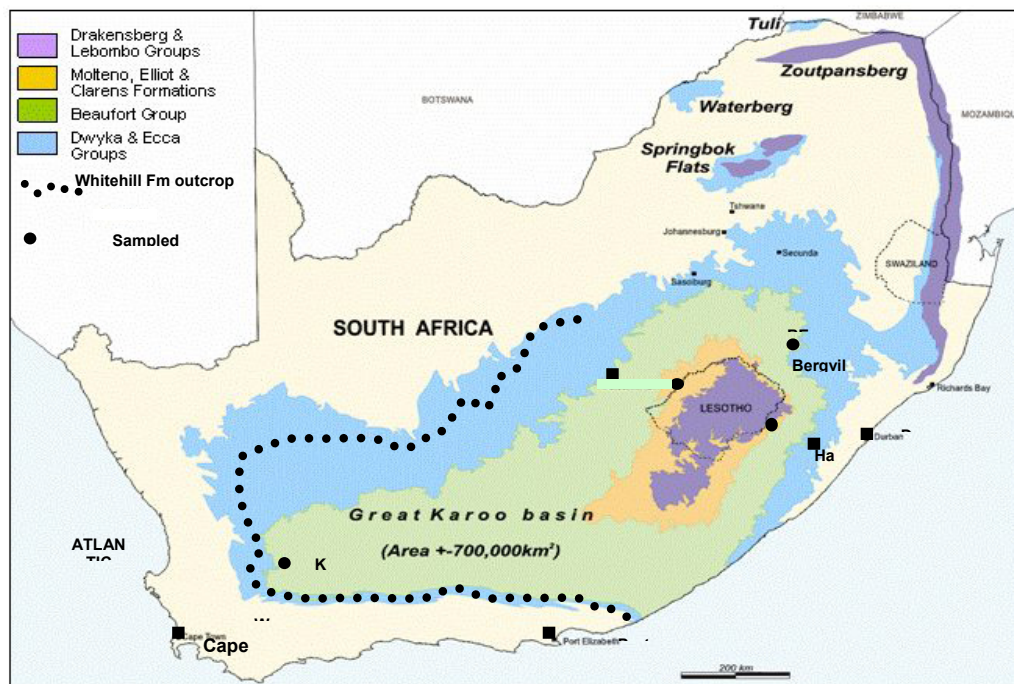 Drakensberg &
Lebombo Groups
Molteno, Elliot &
Clarens Formations
Beaufort Group
Dwyka & Ecca
Groups
Whitehill Fm outcrop
Sampled
ZIMBABWE
Tuli
Zoutpansberg
BOTSWANA
Waterberg
MOZAMBIQU
Springbok
Flats
Tshwane
Johannesburg
Secunda
SWAZILAND
Sasolburg
SOUTH AFRICA
Bergvil
Richards Bay
LESOTHO
Durban
Ha
Great Karoo basin
(Area +-700,000km²)
ATLAN
K
Cape Town
Cape
Port Elizabeth
200 km